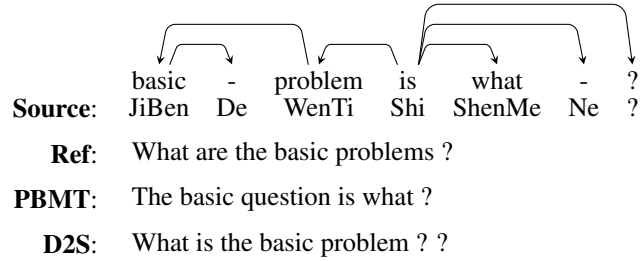 basic - problem is what - ?
Source: JiBen De WenTi Shi ShenMe Ne ?
Ref: What are the basic problems ?
PBMT: The basic question is what ?
D2S: What is the basic problem ? ?